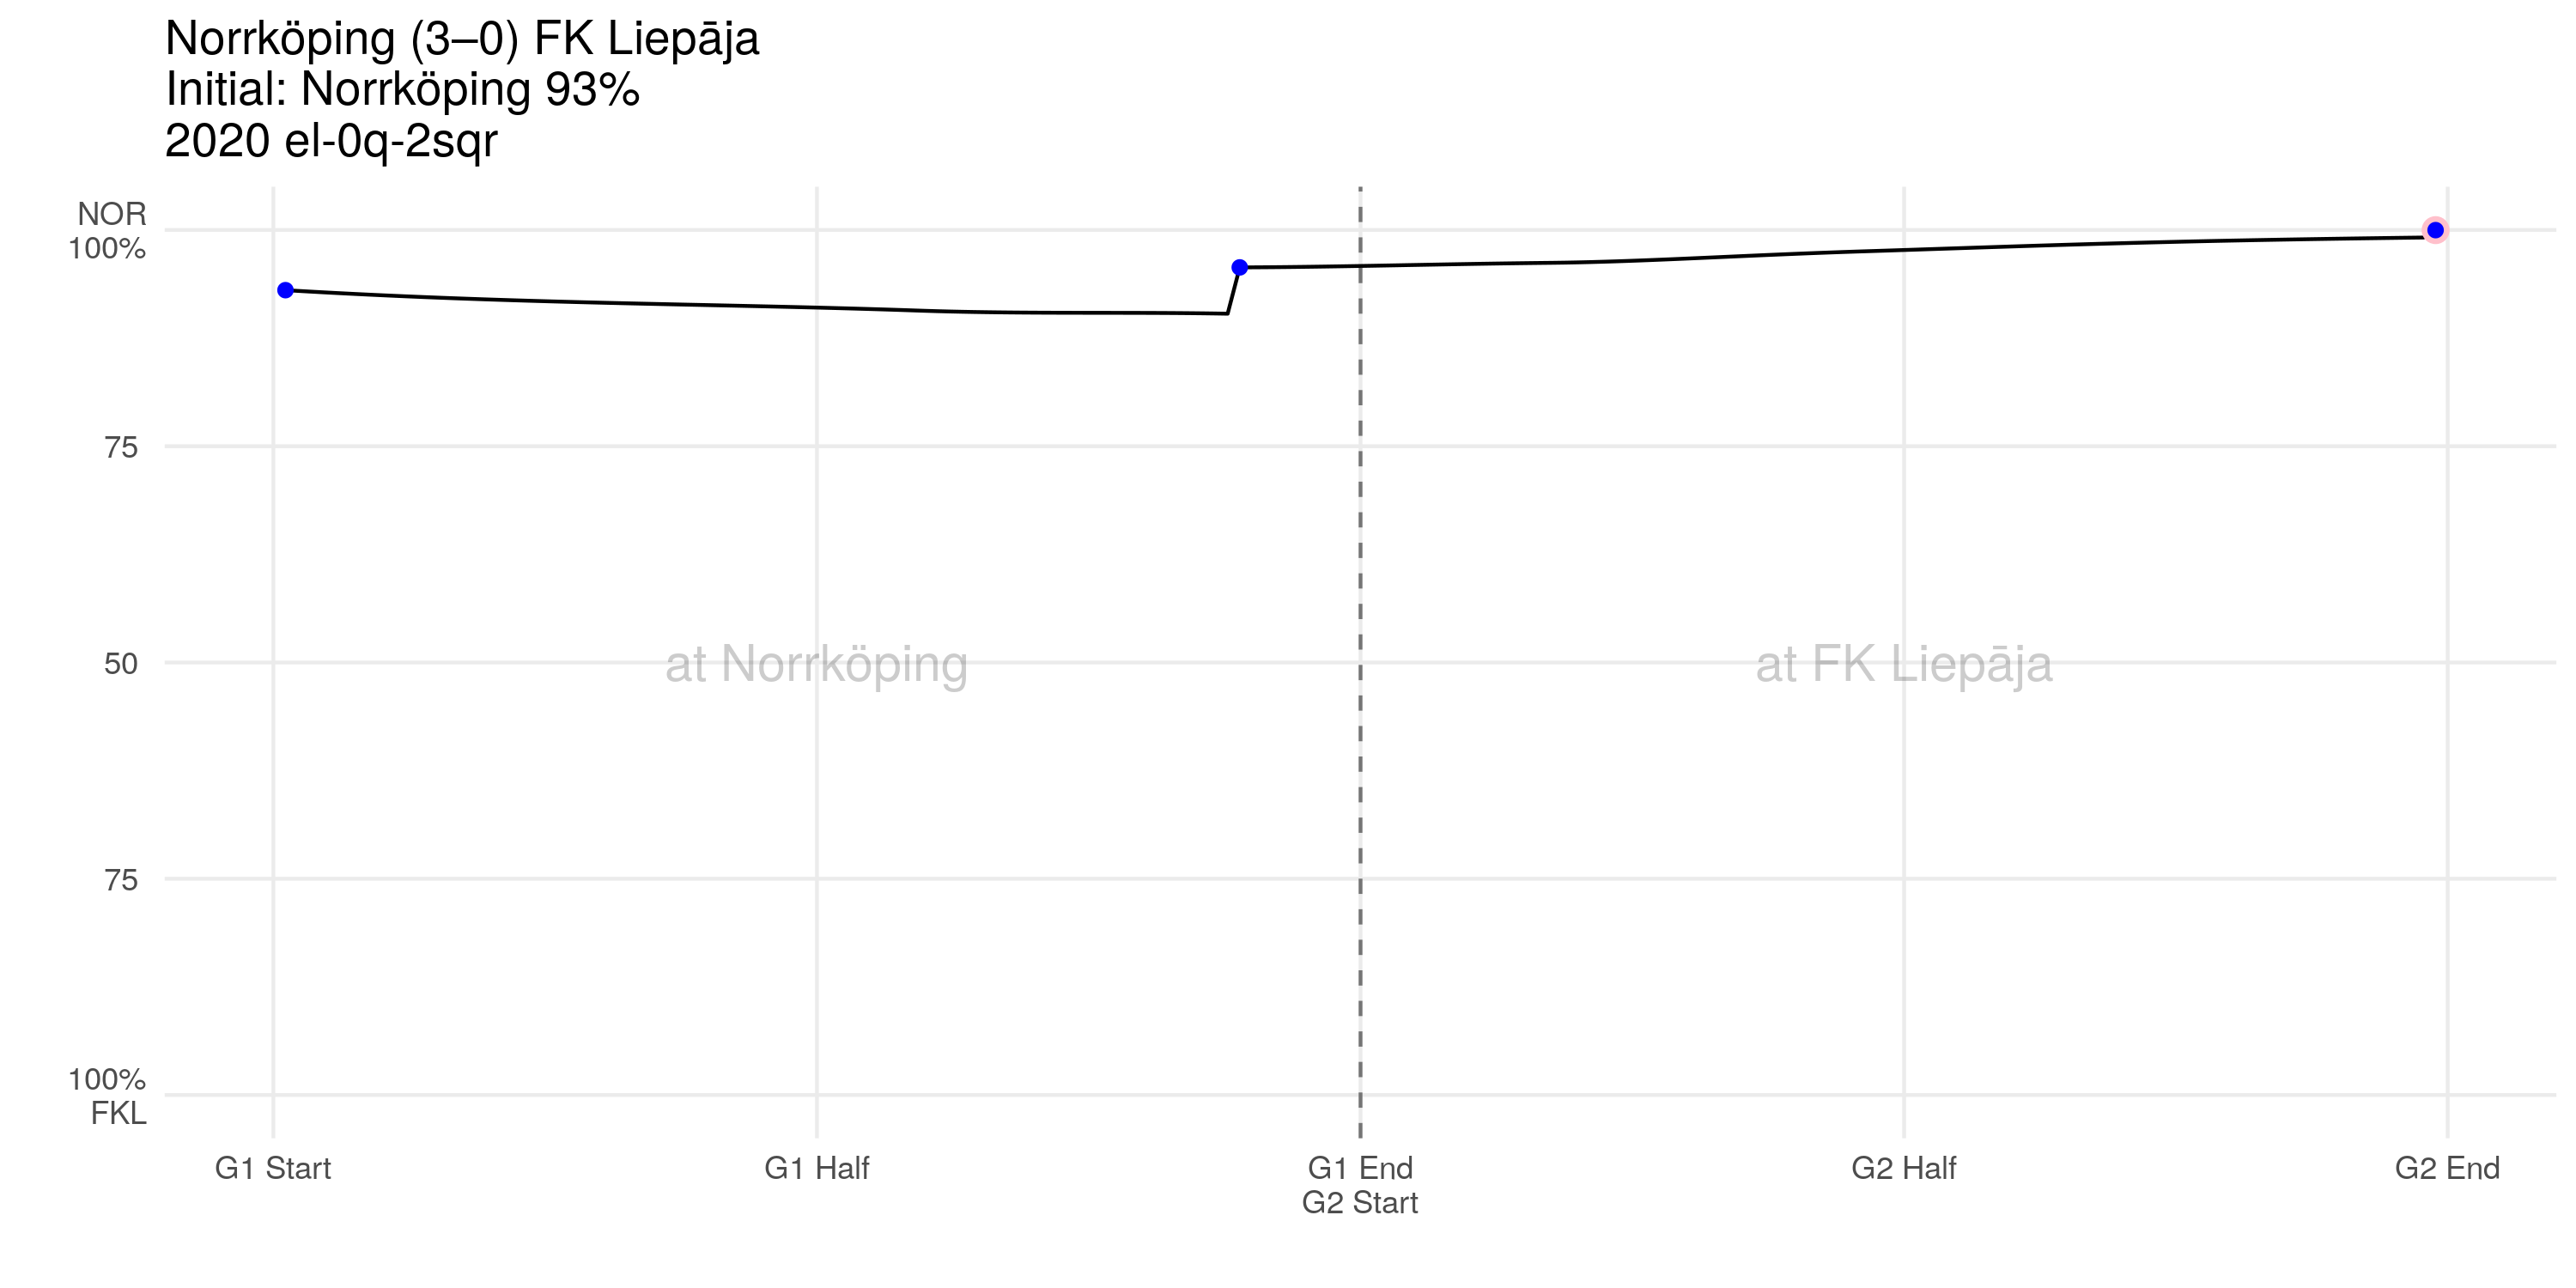 Norrköping (3–0) FK Liepāja
Initial: Norrköping 93%
2020 el-0q-2sqr
NOR
100%
75
50
75
100%
FKL
at Norrköping
at FK Liepāja
G1 Start
G1 Half
G1 End
G2 Start
G2 Half
G2 End